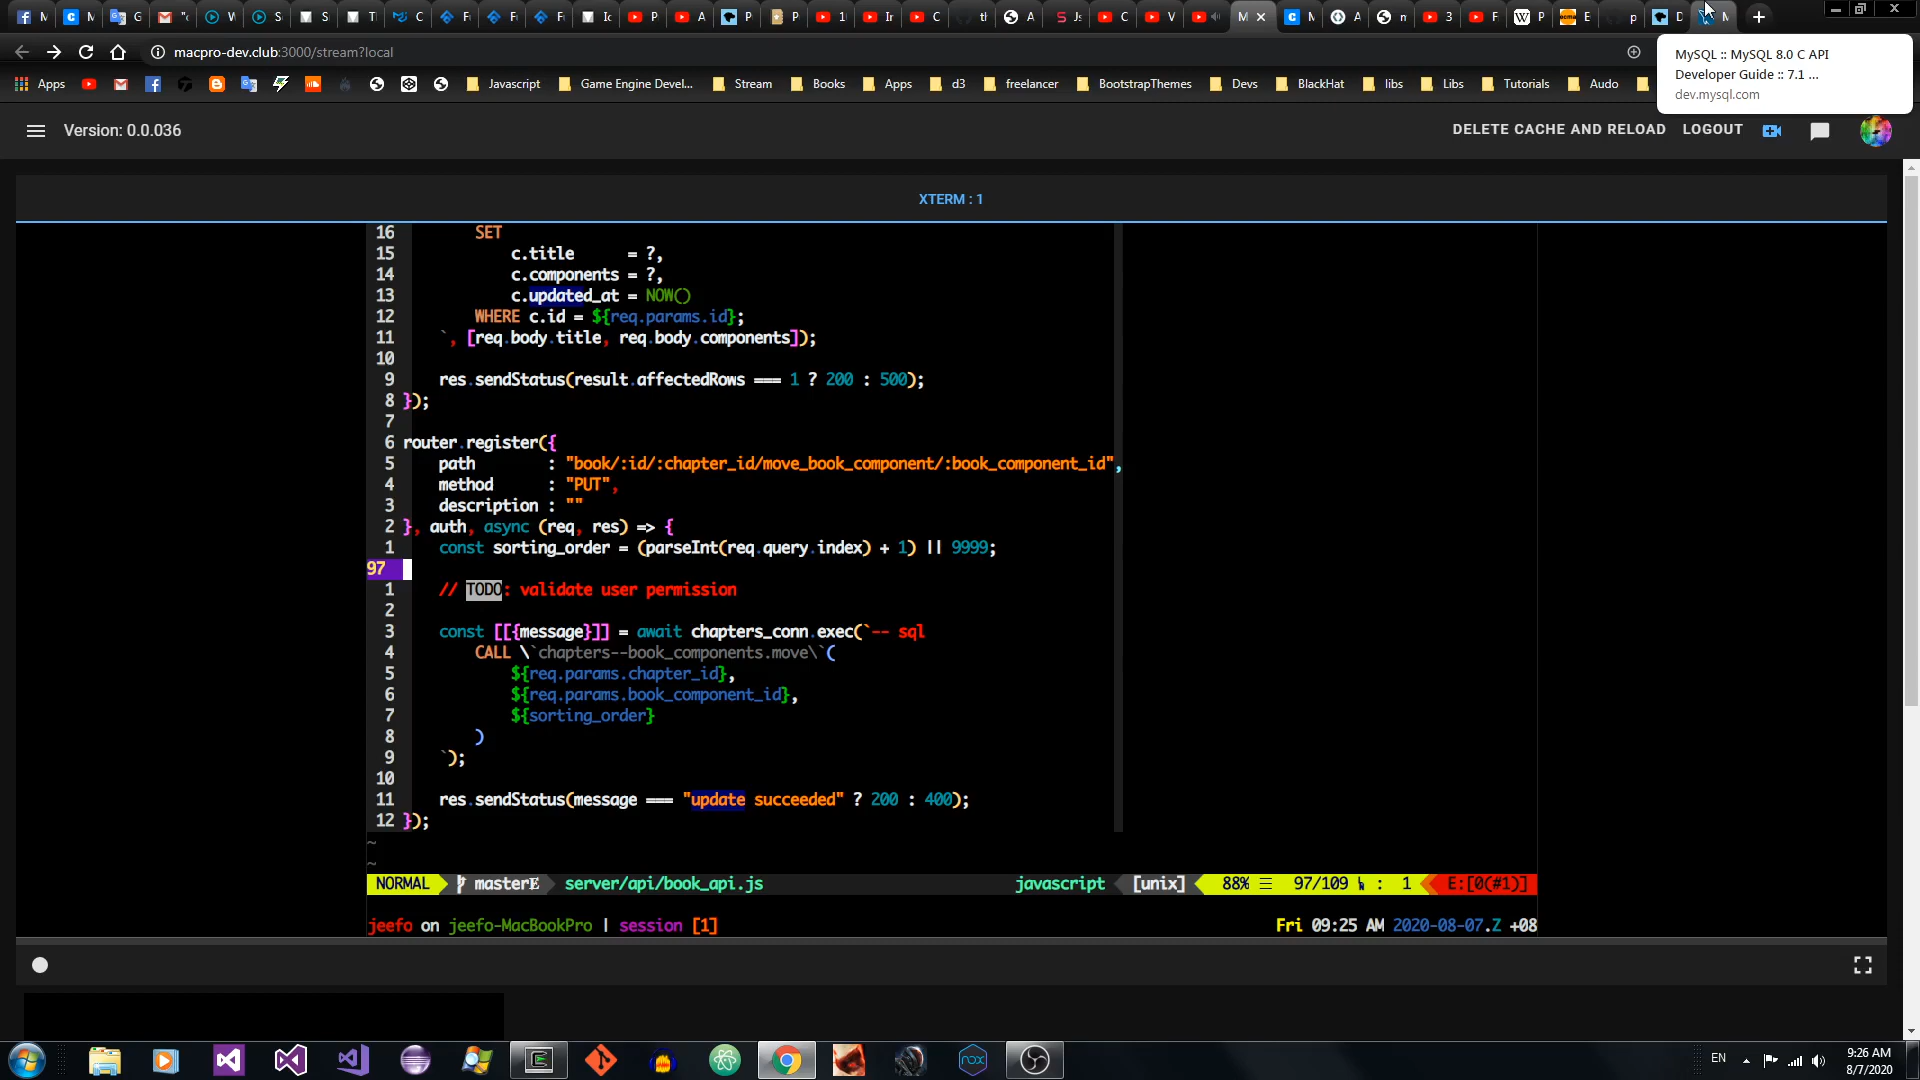 macpro-dev.club:3000/stream?local
MySQL :: MySQL 8.0 C API
Developer Guide :: 7.1 ...
dev.mysql.com
Apps
Javascript
Game Engine Devel...
Stream
Books
Apps
d3
freelancer
BootstrapThemes
Devs
BlackHat
libs
Libs
Tutorials
Audo
Version: 0.0.036
DELETE CACHE AND RELOAD
LOGOUT
XTERM : 1
16 SET
15 c.title = ?,
14 c.components = ?,
13 c.updated_at = NOW()
12 WHERE c.id = ${req.params.id};
11 `, [req.body.title, req.body.components]);
10
9 res.sendStatus(result.affectedRows === 1 ? 200 : 500);
8 });
7
6 router.register({
5 path : "book/:id/:chapter_id/move_book_component/:book_component_id",
4 method : "PUT",
3 description : ""
2 }, auth, async (req, res) => {
1 const sorting_order = (parseInt(req.query.index) + 1) || 9999;
97
1 // TODO: validate user permission
2
3 const [[{message}]] = await chapters_conn.exec(`-- sql
4 CALL \`chapters--book_components.move\`(
5 ${req.params.chapter_id},
6 ${req.params.book_component_id},
7 ${sorting_order}
8 )
9 `);
10
11 res.sendStatus(message === "update succeeded" ? 200 : 400);
12 });
~
~
NORMAL master server/api/book_api.js javascript [unix] 88% ☰ 97/109 : 1 E:[0(#1)]
jeefo on jeefo-MacBookPro | session [1] Fri 09:25 AM 2020-08-07.Z +08
EN
9:26 AM
8/7/2020